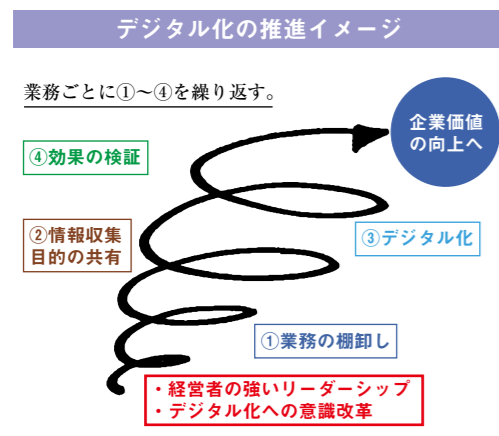 デジタル化の推進イメージ
業務ごとに①〜④を繰り返す。
企業価値
の向上へ
④効果の検証
②情報収集
目的の共有
③デジタル化
①業務の棚卸し
・経営者の強いリーダーシップ
・デジタル化への意識改革